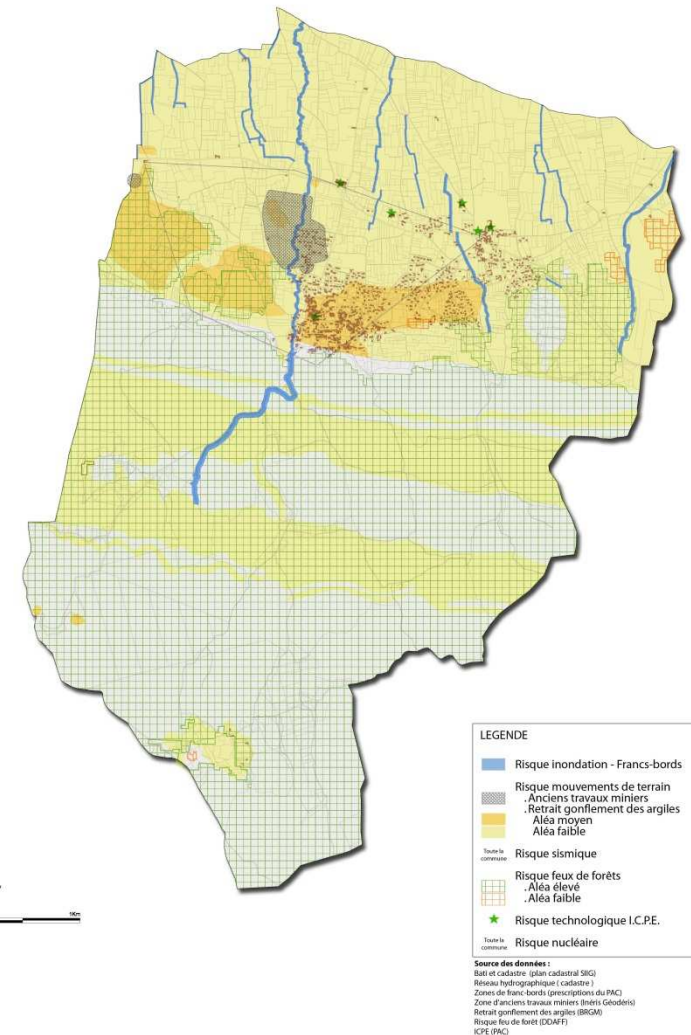 1Km
LEGENDE
Risque inondation - Francs-bords
Risque mouvements de terrain
.Anciens travaux miniers
.Retrait gonflement des argiles
Aléa moyen
Aléa faible
Toute la
commune
Risque sismique
Risque feux de forêts
.Aléa élevé
.Aléa faible
Risque technologique I.C.P.E.
Toute la
commune
Risque nucléaire
Source des données :
Bati et cadastre (plan cadastral SIIG)
Réseau hydrographique ( cadastre )
Zones de franc-bords (prescriptions du PAC)
Zone d'anciens travaux miniers (Inéris Géodéris)
Retrait gonflement des argiles (BRGM)
Risque feu de forêt (DDAFF)
ICPE (PAC)